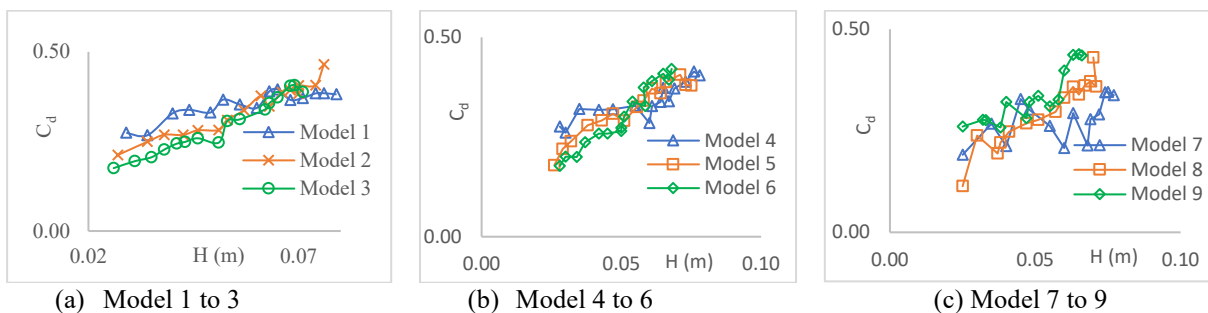 0.50
C_d
Model 1
Model 2
Model 3
0.00
0.02 H (m) 0.07
(a) Model 1 to 3
0.50
C_d
Model 4
Model 5
Model 6
0.00
0.00 0.05 H (m) 0.10
(b) Model 4 to 6
0.50
C_d
Model 7
Model 8
Model 9
0.00
0.00 0.05 H (m) 0.10
(c) Model 7 to 9